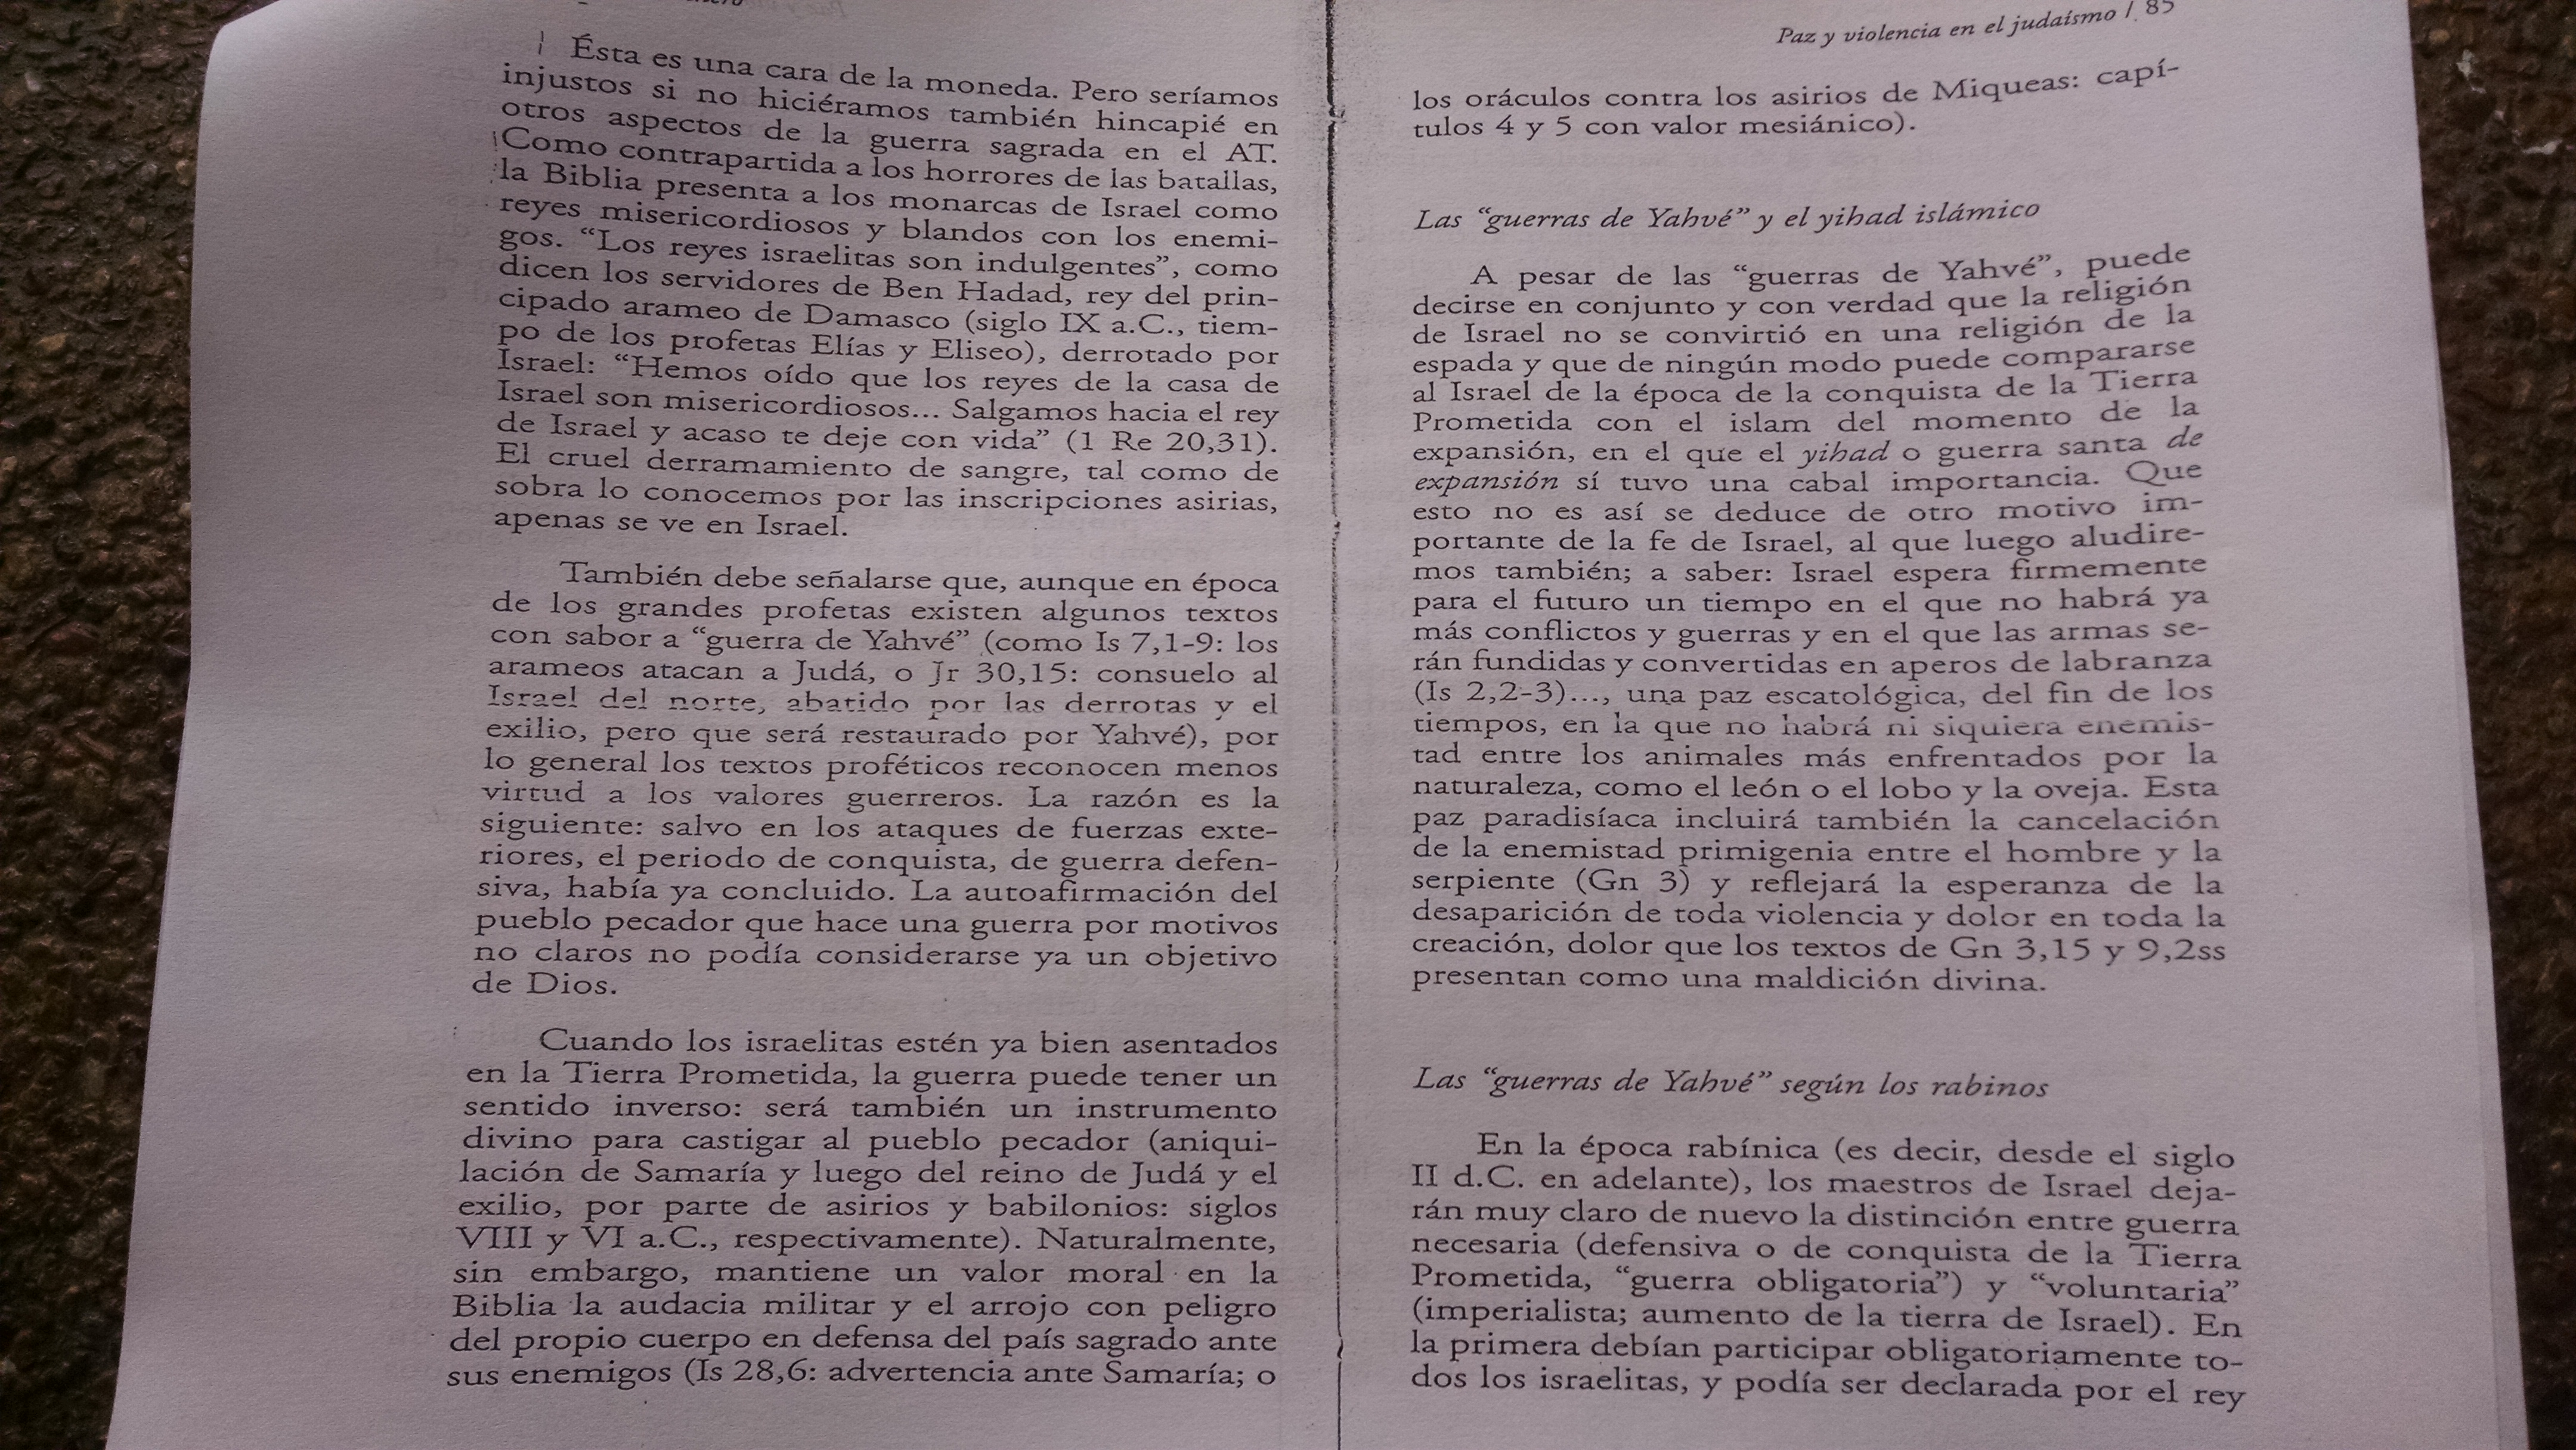 Ésta es una cara de la moneda. Pero seríamos
injustos si no hiciéramos también hincapié en
otros aspectos de la guerra sagrada en el AT.
Como contrapartida a los horrores de las batallas,
la Biblia presenta a los monarcas de Israel como
reyes misericordiosos y blandos con los enemi-
gos. “Los reyes israelitas son indulgentes”, como
dicen los servidores de Ben Hadad, rey del prin-
cipado arameo de Damasco (siglo IX a.C., tiem-
po de los profetas Elías y Eliseo), derrotado por
Israel: “Hemos oído que los reyes de la casa de
Israel son misericordiosos... Salgamos hacia el rey
de Israel y acaso te deje con vida” (1 Re 20,31).
El cruel derramamiento de sangre, tal como de
sobra lo conocemos por las inscripciones asirias,
apenas se ve en Israel.
También debe señalarse que, aunque en época
de los grandes profetas existen algunos textos
con sabor a “guerra de Yahvé” (como Is 7,1-9: los
arameos atacan a Judá, o Jr 30,15: consuelo al
Israel del norte, abatido por las derrotas y el
exilio, pero que será restaurado por Yahvé), por
lo general los textos proféticos reconocen menos
virtud a los valores guerreros. La razón es la
siguiente: salvo en los ataques de fuerzas exte-
riores, el periodo de conquista, de guerra defen-
siva, había ya concluido. La autoafirmación del
pueblo pecador que hace una guerra por motivos
no claros no podía considerarse ya un objetivo
de Dios.
Cuando los israelitas estén ya bien asentados
en la Tierra Prometida, la guerra puede tener un
sentido inverso: será también un instrumento
divino para castigar al pueblo pecador (aniqui-
lación de Samaría y luego del reino de Judá y el
exilio, por parte de asirios y babilonios: siglos
VIII y VI a.C., respectivamente). Naturalmente,
sin embargo, mantiene un valor moral en la
Biblia la audacia militar y el arrojo con peligro
del propio cuerpo en defensa del país sagrado ante
sus enemigos (Is 28,6: advertencia ante Samaría; o
Paz y violencia en el judaísmo / 85
los oráculos contra los asirios de Miqueas: capí-
tulos 4 y 5 con valor mesiánico).
Las “guerras de Yahvé” y el yihad islámico
A pesar de las “guerras de Yahvé”, puede
decirse en conjunto y con verdad que la religión
de Israel no se convirtió en una religión de la
espada y que de ningún modo puede compararse
al Israel de la época de la conquista de la Tierra
Prometida con el islam del momento de la
expansión, en el que el yihad o guerra santa de
expansión sí tuvo una cabal importancia. Que
esto no es así se deduce de otro motivo im-
portante de la fe de Israel, al que luego aludire-
mos también; a saber: Israel espera firmemente
para el futuro un tiempo en el que no habrá ya
más conflictos y guerras y en el que las armas se-
rán fundidas y convertidas en aperos de labranza
(Is 2,2-3)..., una paz escatológica, del fin de los
tiempos, en la que no habrá ni siquiera enemis-
tad entre los animales más enfrentados por la
naturaleza, como el león o el lobo y la oveja. Esta
paz paradisíaca incluirá también la cancelación
de la enemistad primigenia entre el hombre y la
serpiente (Gn 3) y reflejará la esperanza de la
desaparición de toda violencia y dolor en toda la
creación, dolor que los textos de Gn 3,15 y 9,2ss
presentan como una maldición divina.
Las “guerras de Yahvé” según los rabinos
En la época rabínica (es decir, desde el siglo
II d.C. en adelante), los maestros de Israel deja-
rán muy claro de nuevo la distinción entre guerra
necesaria (defensiva o de conquista de la Tierra
Prometida, “guerra obligatoria”) y “voluntaria”
(imperialista; aumento de la tierra de Israel). En
la primera debían participar obligatoriamente to-
dos los israelitas, y podía ser declarada por el rey